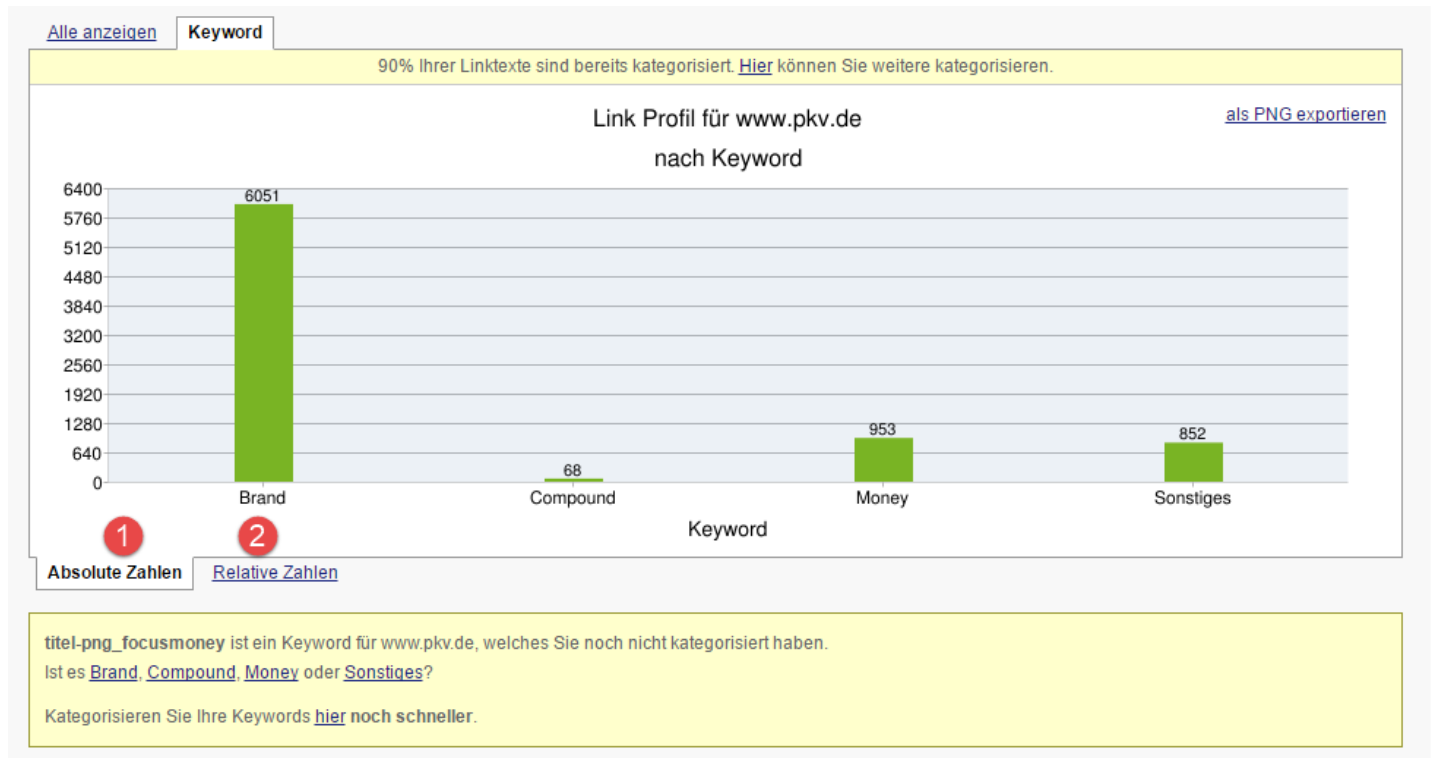 Alle anzeigen Keyword
90% Ihrer Linktexte sind bereits kategorisiert. Hier können Sie weitere kategorisieren.
Link Profil für www.pkv.de
als PNG exportieren
nach Keyword
6400
5760
5120
4480
3840
3200
2560
1920
1280
640
0
6051
68
953
852
Brand Compound Money Sonstiges
Keyword
1 2
Absolute Zahlen Relative Zahlen
titel-png_focusmoney ist ein Keyword für www.pkv.de, welches Sie noch nicht kategorisiert haben.
Ist es Brand, Compound, Money oder Sonstiges?
Kategorisieren Sie Ihre Keywords hier noch schneller.